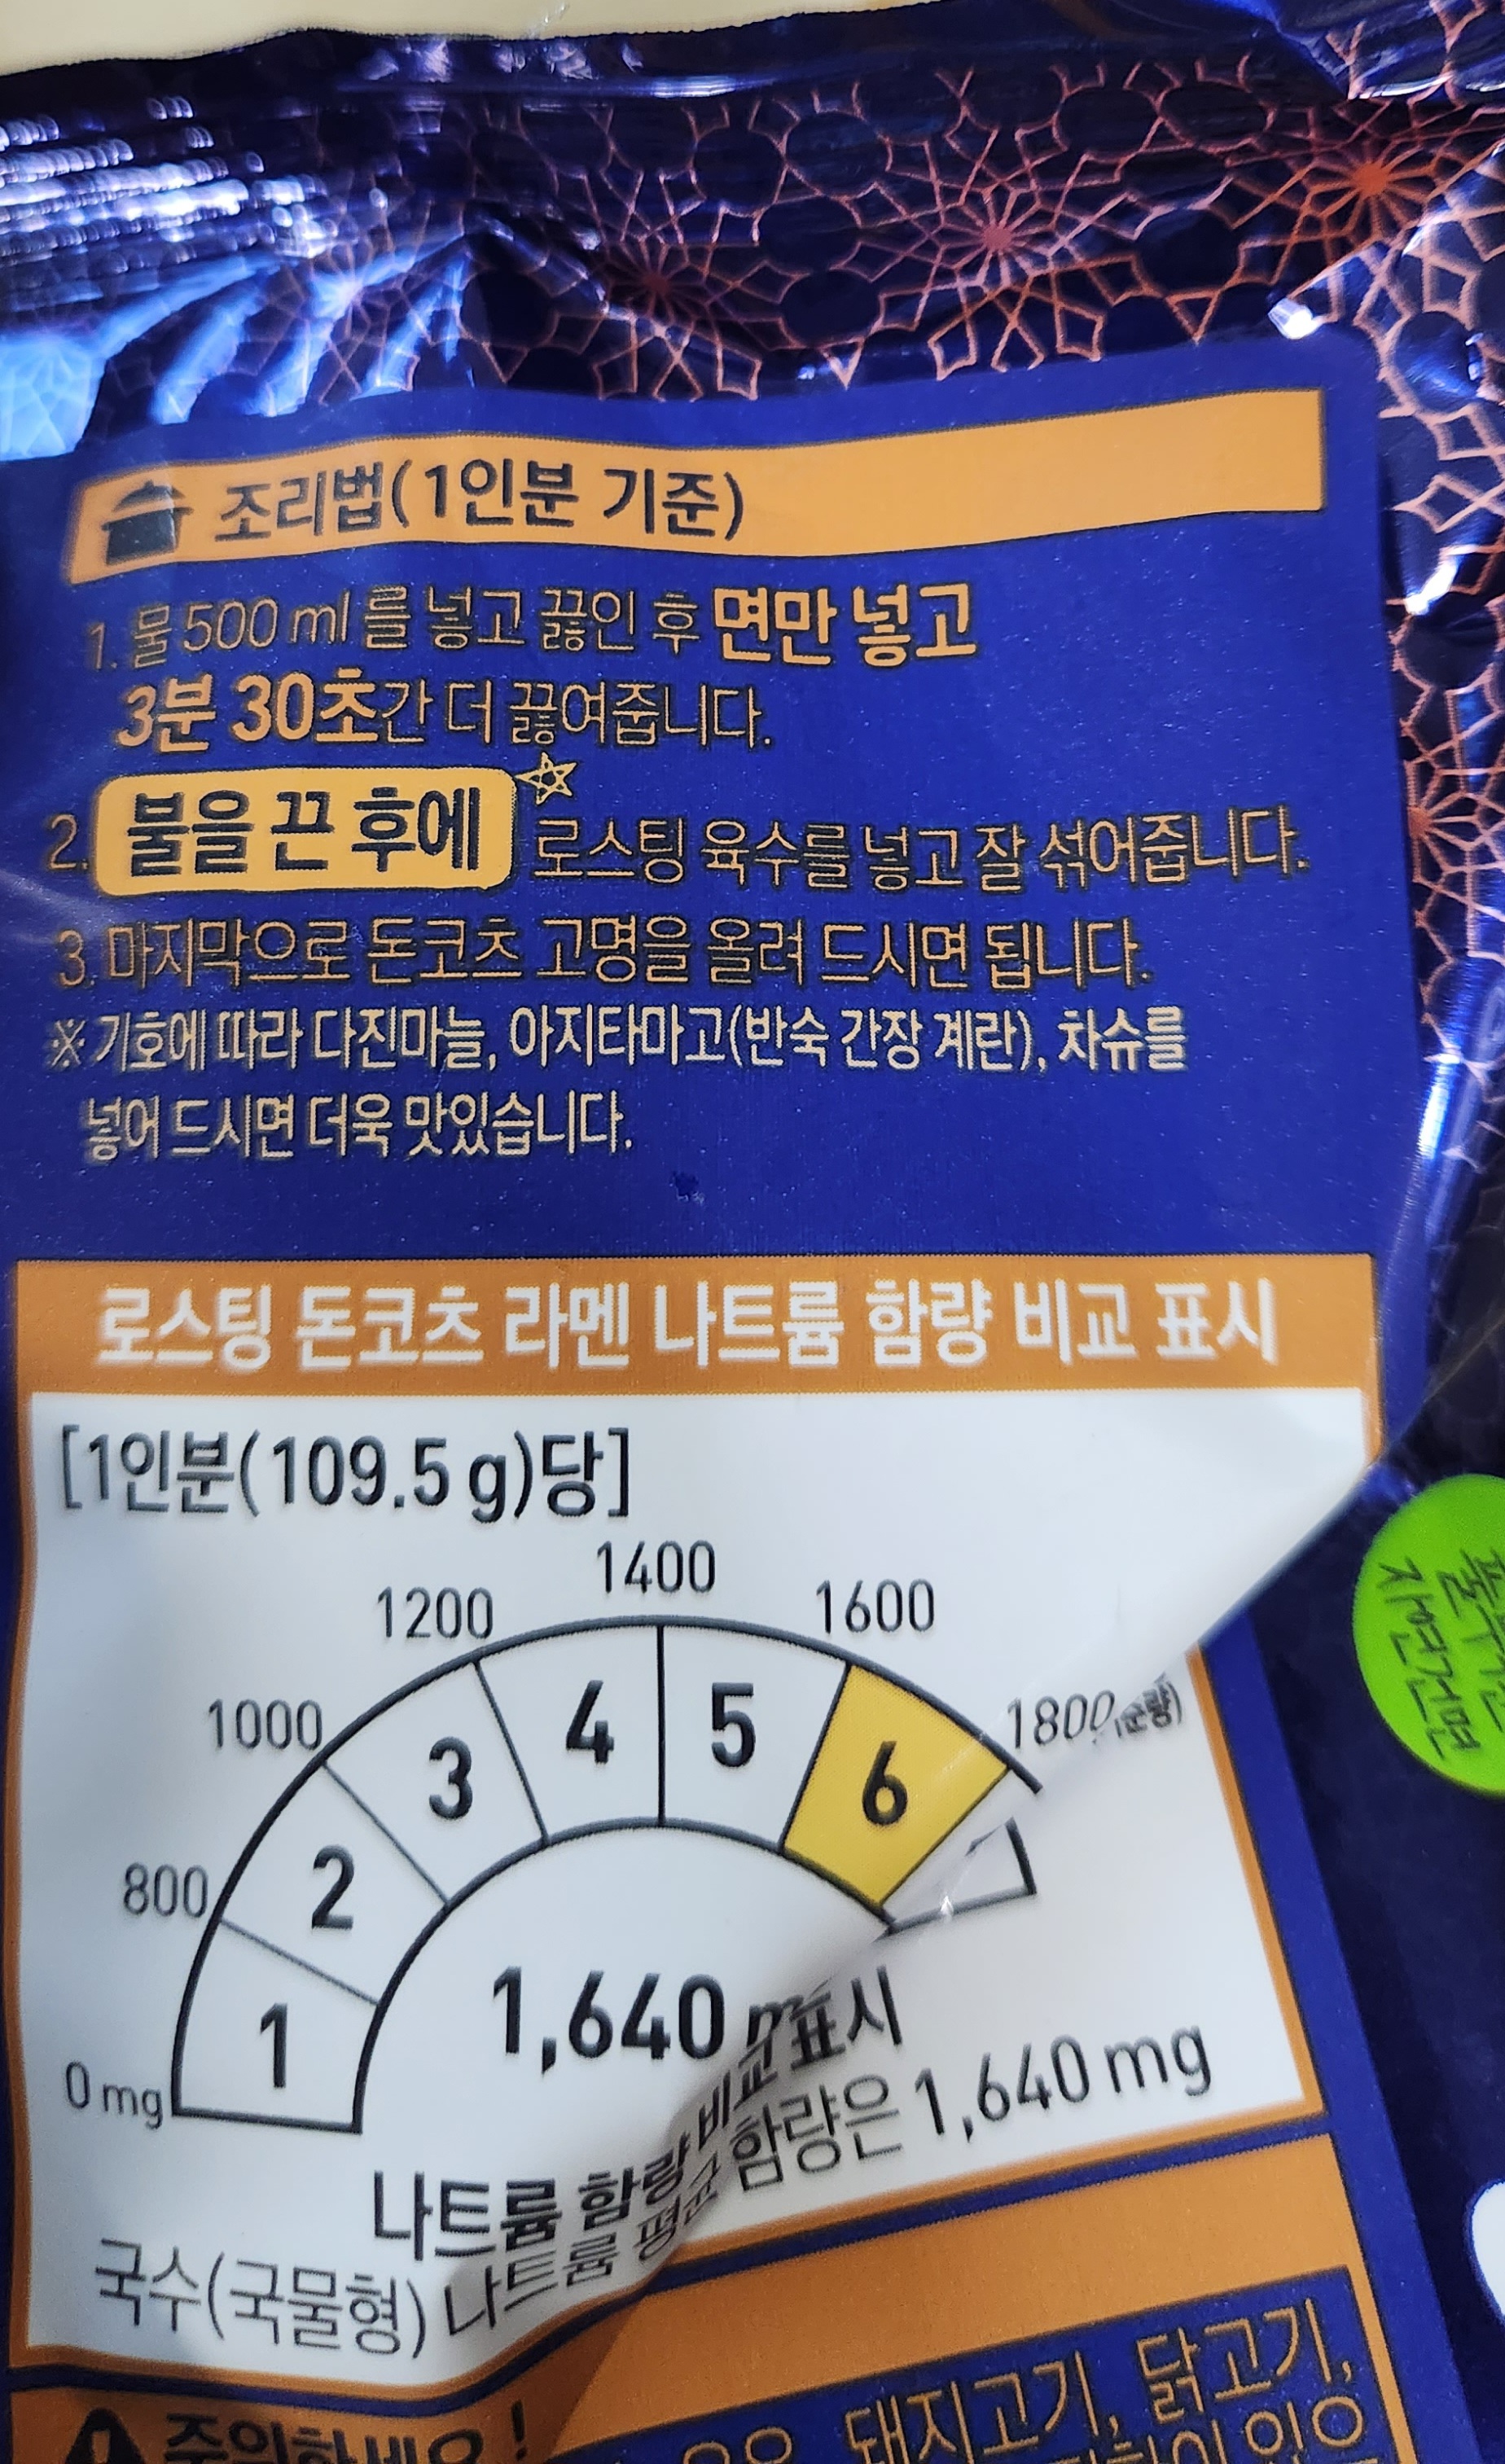 조리법(1인분 기준)
1. 물 500 ml를 넣고 끓인 후 면만 넣고
3분 30초간 더 끓여줍니다.
2. 불을 끈 후에 로스팅 육수를 넣고 잘 섞어줍니다.
3. 마지막으로 돈코츠 고명을 올려 드시면 됩니다.
※ 기호에 따라 다진마늘, 아지타마고(반숙 간장 계란), 차슈를
넣어 드시면 더욱 맛있습니다.
로스팅 돈코츠 라멘 나트륨 함량 비교 표시
[1인분(109.5 g)당]
1400
1200
1600
1000
1800
800
0 mg
1
2
3
4
5
6
1,640
나트륨 함량 비교 표시
국수(국물형) 나트륨 평균 함량은 1,640 mg
주의하세요!
돼지고기, 닭고기,
자연건면